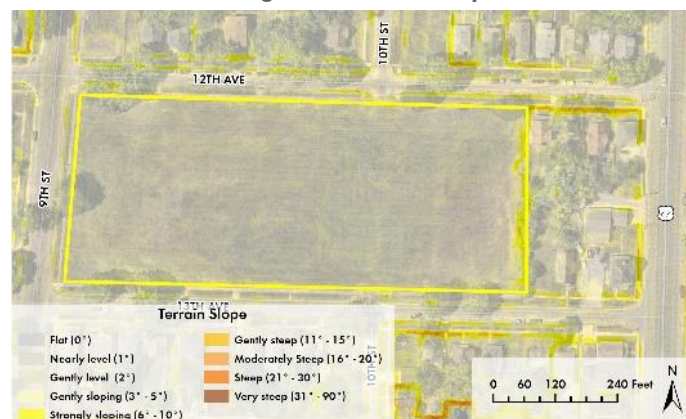 10TH ST
12TH AVE
9TH ST
13TH AVE
Terrain Slope
Flat (0°)
Nearly level (1°)
Gently level (2°)
Gently sloping (3° - 5°)
Strongly sloping (6° - 10°)
Gently steep (11° - 15°)
Moderately Steep (16° - 20°)
Steep (21° - 30°)
Very steep (31° - 90°)
10TH ST
N
0 60 120 240 Feet